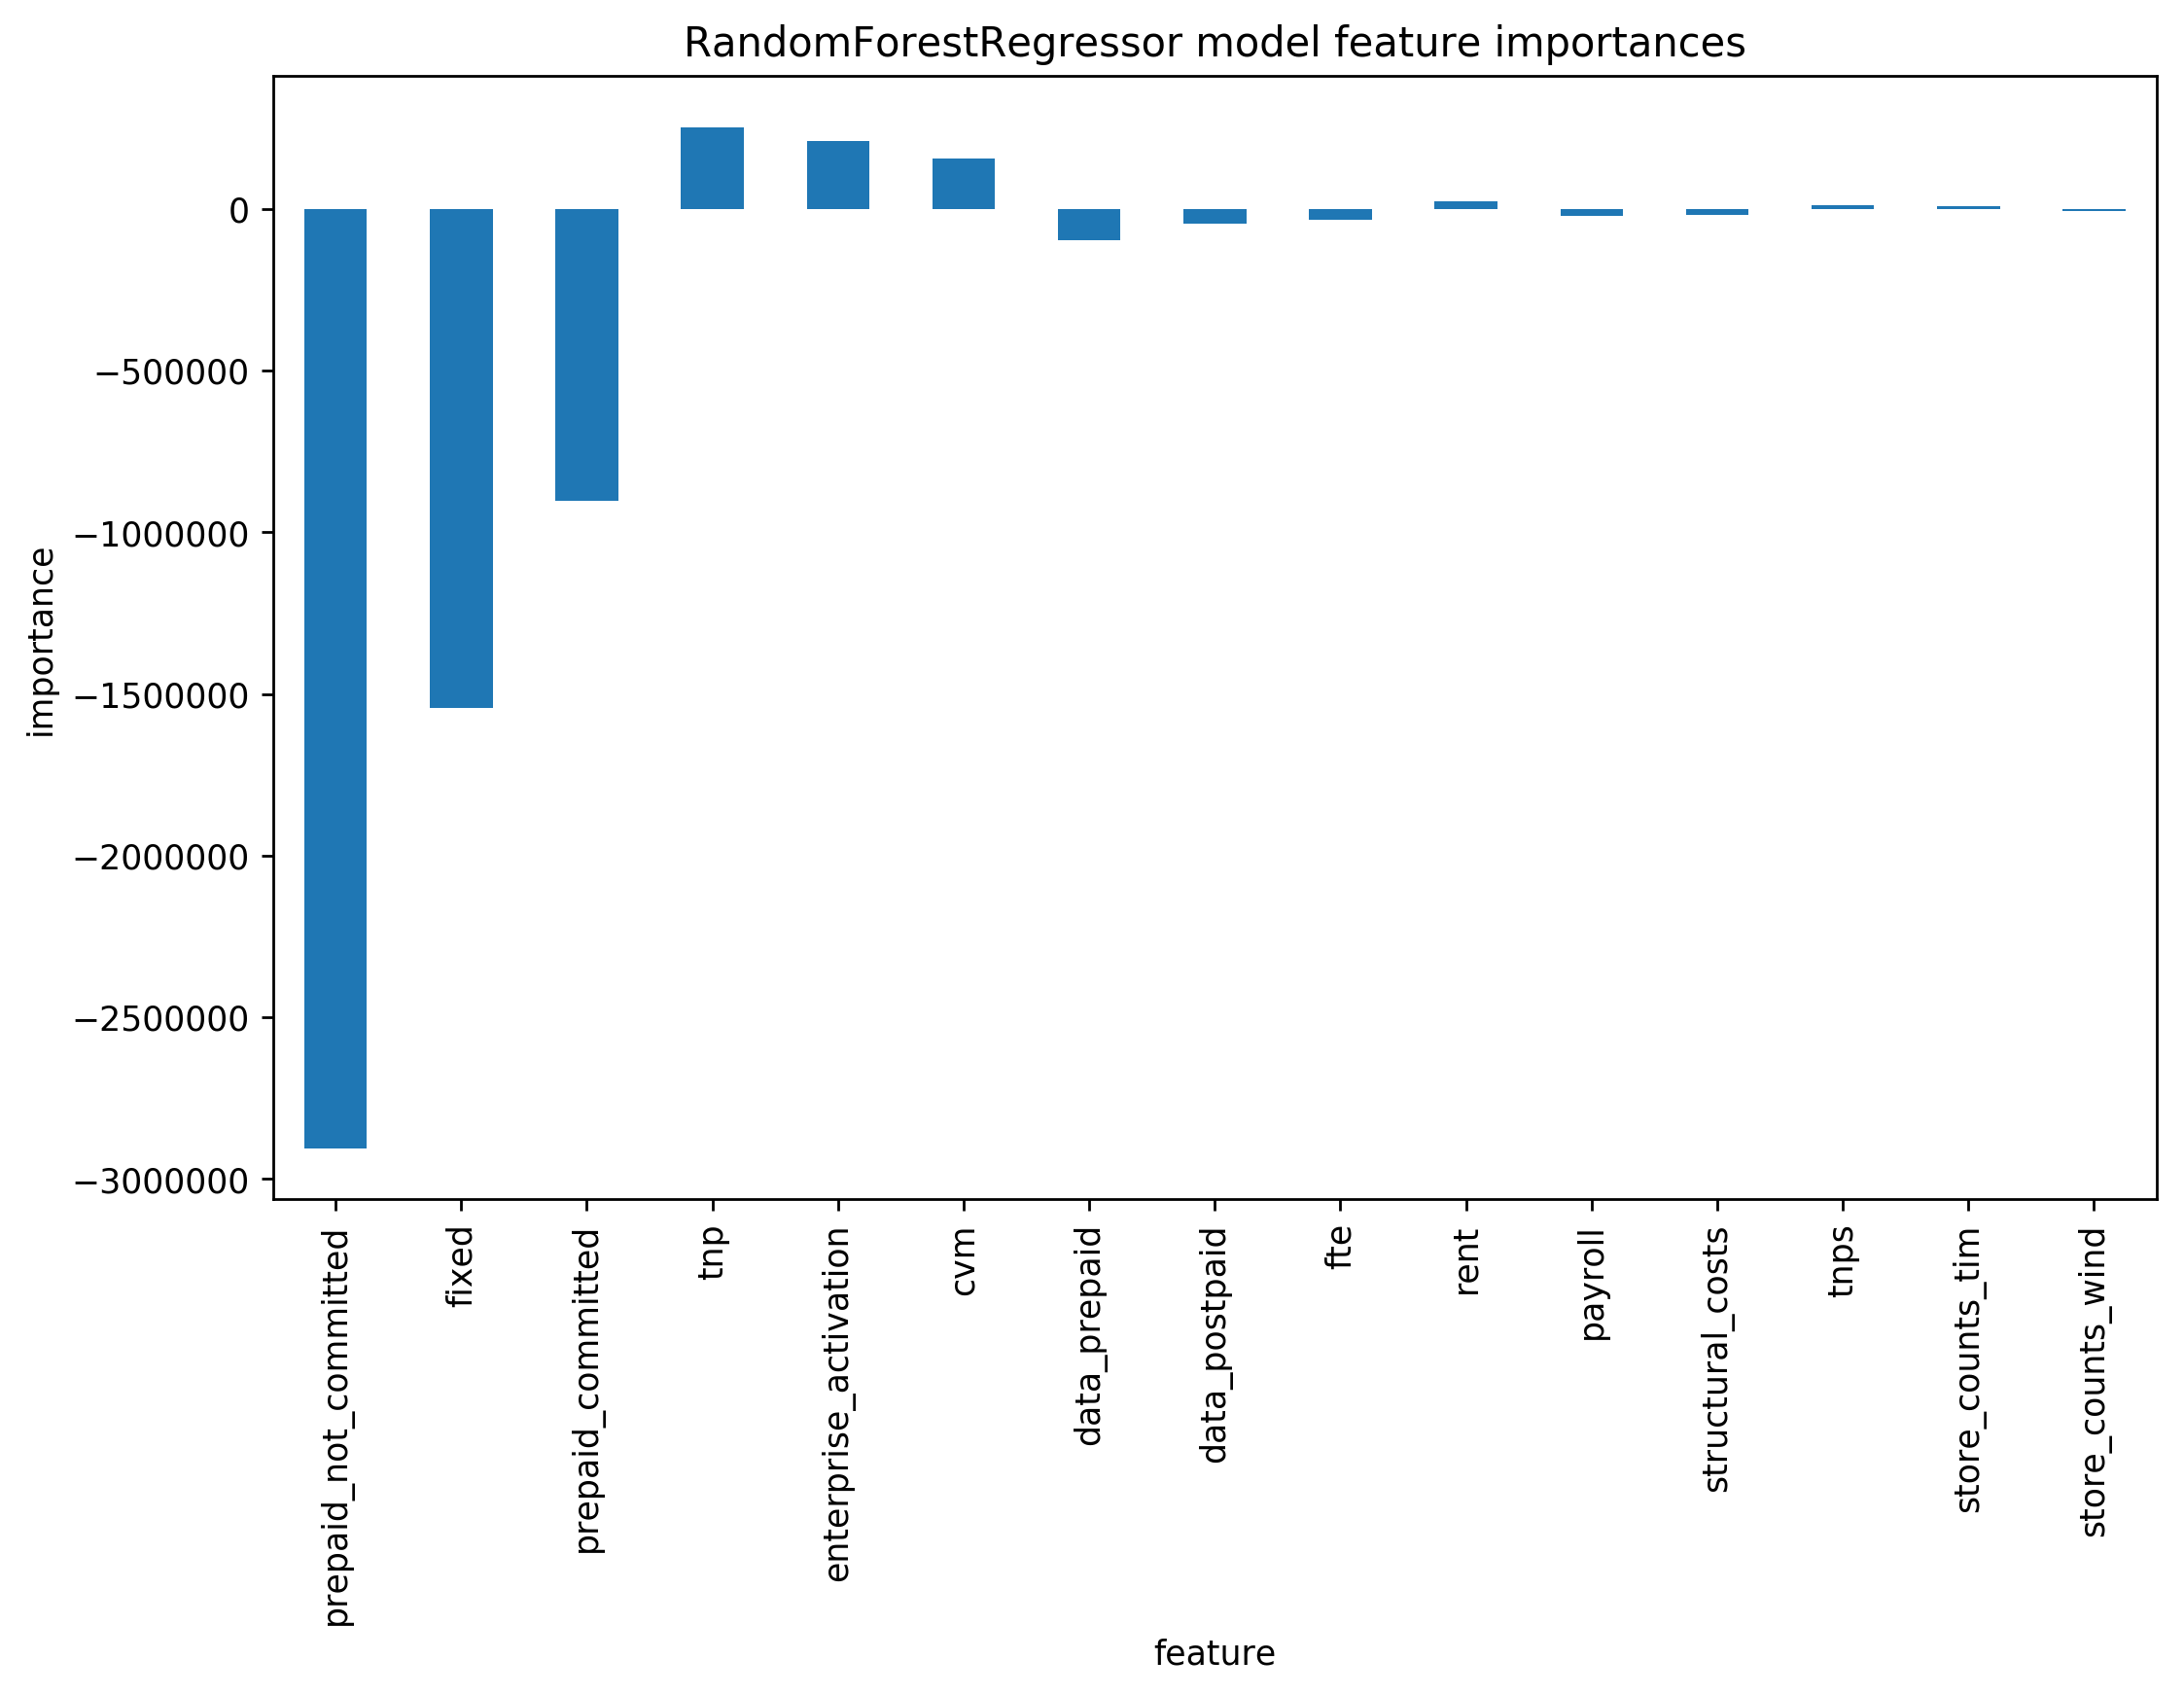 RandomForestRegressor model feature importances
importance
0
−500000
−1000000
−1500000
−2000000
−2500000
−3000000
prepaid_not_committed
fixed
prepaid_committed
tnp
enterprise_activation
cvm
data_prepaid
data_postpaid
fte
rent
payroll
structural_costs
tnps
store_counts_tim
store_counts_wind
feature